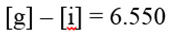 [g] – [i] = 6.550